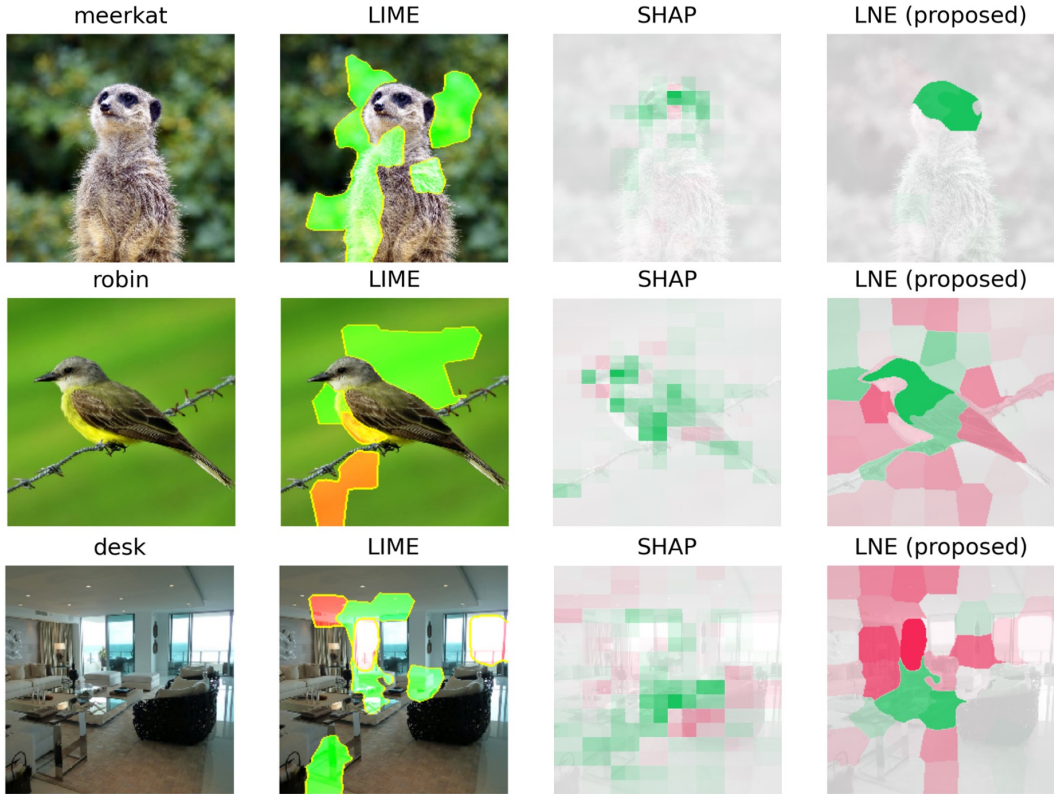 meerkat LIME SHAP LNE (proposed)
robin LIME SHAP LNE (proposed)
desk LIME SHAP LNE (proposed)